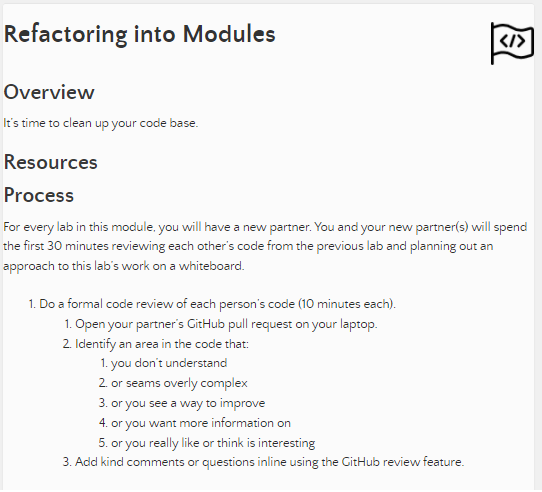 Refactoring into Modules
</>
Overview
It's time to clean up your code base.
Resources
Process
For every lab in this module, you will have a new partner. You and your new partner(s) will spend
the first 30 minutes reviewing each other's code from the previous lab and planning out an
approach to this lab's work on a whiteboard.
1. Do a formal code review of each person's code (10 minutes each).
1. Open your partner's GitHub pull request on your laptop.
2. Identify an area in the code that:
1. you don't understand
2. or seams overly complex
3. or you see a way to improve
4. or you want more information on
5. or you really like or think is interesting
3. Add kind comments or questions inline using the GitHub review feature.